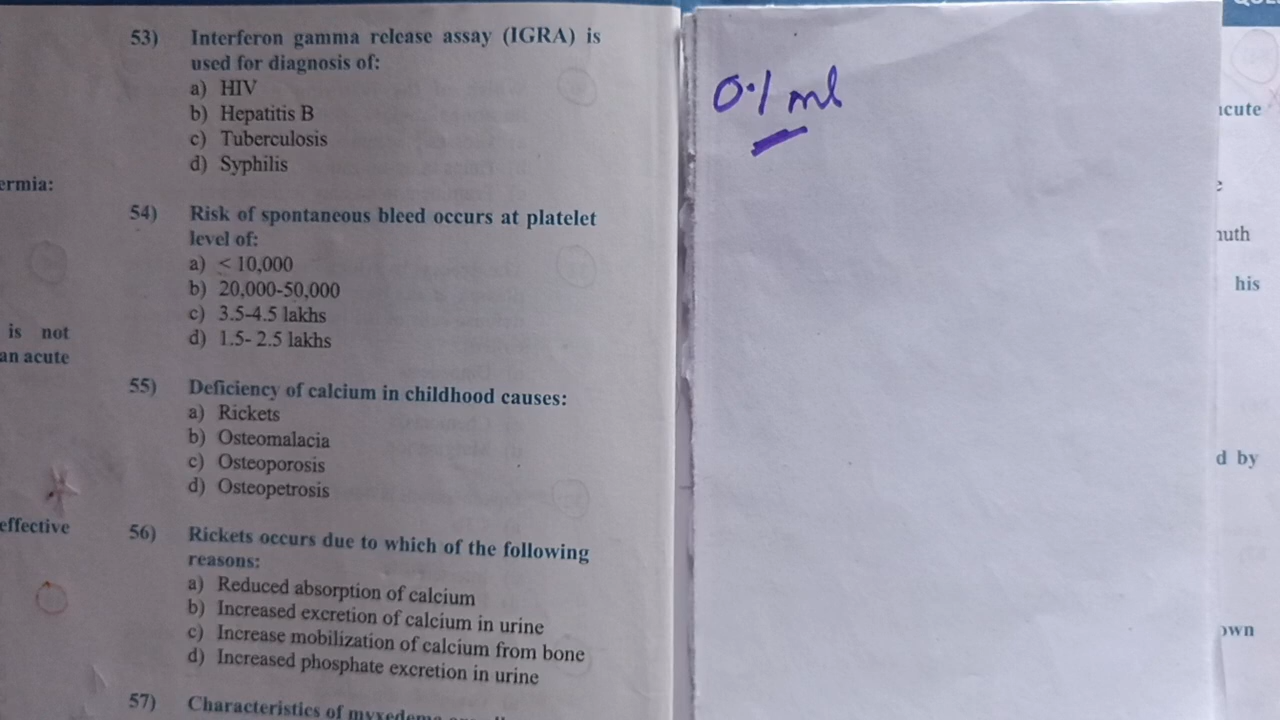 ermia:
is not
an acute
effective
53) Interferon gamma release assay (IGRA) is
used for diagnosis of:
a) HIV
b) Hepatitis B
c) Tuberculosis
d) Syphilis
54) Risk of spontaneous bleed occurs at platelet
level of:
a) < 10,000
b) 20,000-50,000
c) 3.5-4.5 lakhs
d) 1.5- 2.5 lakhs
55) Deficiency of calcium in childhood causes:
a) Rickets
b) Osteomalacia
c) Osteoporosis
d) Osteopetrosis
56) Rickets occurs due to which of the following
reasons:
a) Reduced absorption of calcium
b) Increased excretion of calcium in urine
c) Increase mobilization of calcium from bone
d) Increased phosphate excretion in urine
57) Characteristics of myxedema
0.1 ml
his
d by